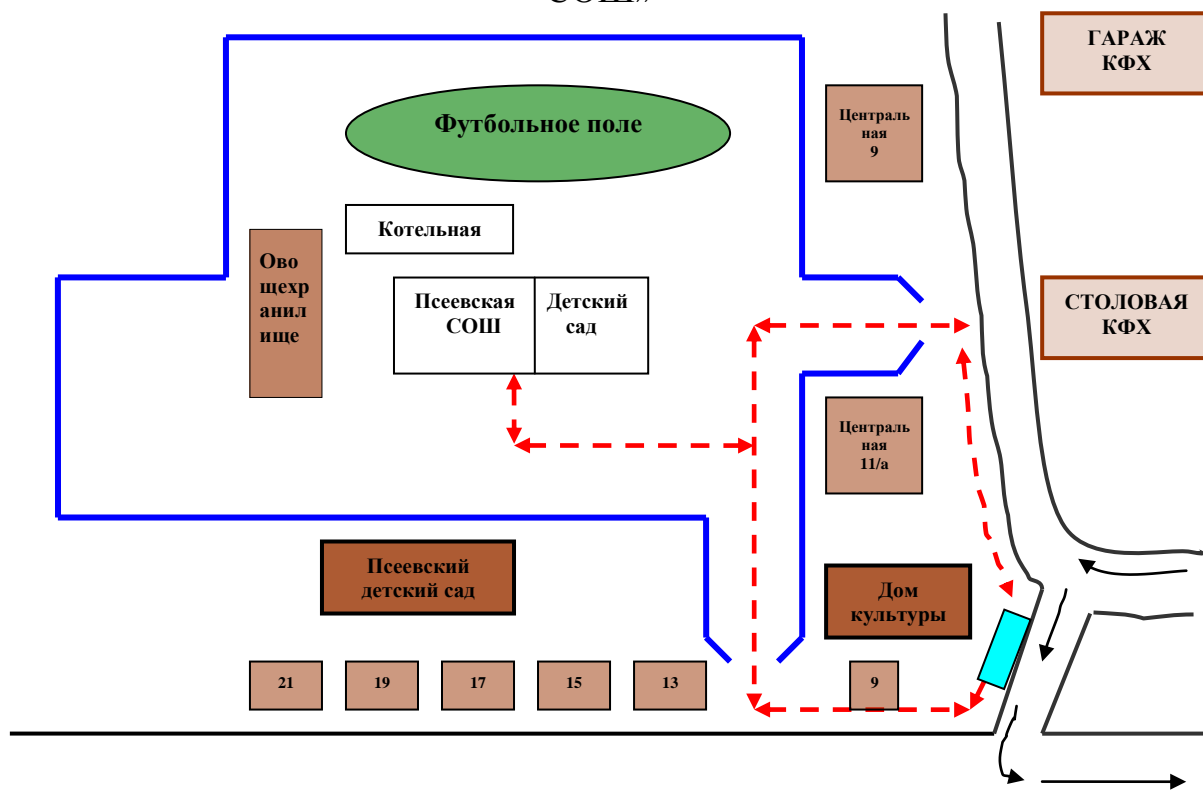 СОШ»
ГАРАЖ
КФХ
Футбольное поле
Централь
ная
9
Котельная
Ово
щехр
анил
ище
Псеевская
СОШ
Детский
сад
СТОЛОВАЯ
КФХ
Централь
ная
11/а
Псеевский
детский сад
Дом
культуры
21
19
17
15
13
9